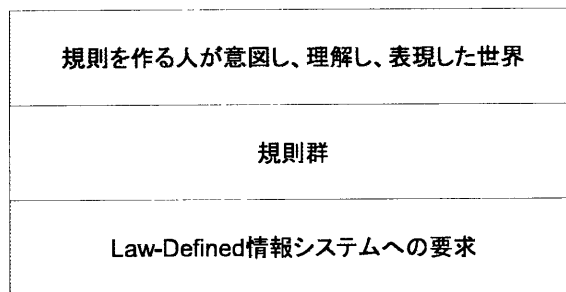 規則を作る人が意図し、理解し、表現した世界
規則群
Law-Defined情報システムへの要求